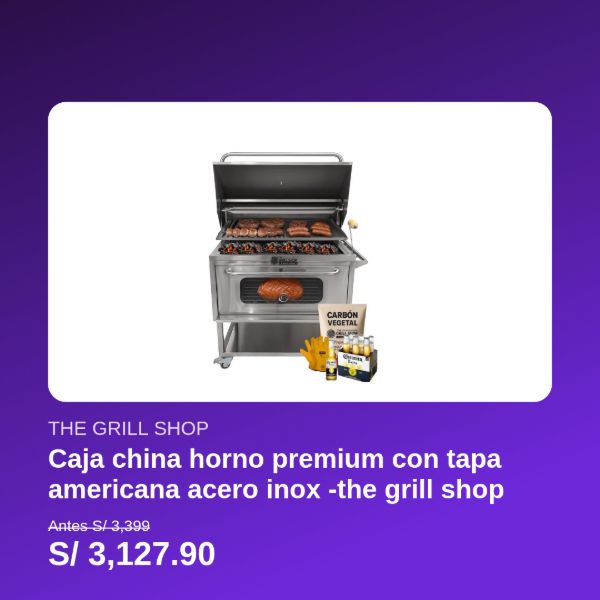 CARBÓN
VEGETAL
THE GRILL SHOP
Caja china horno premium con tapa
americana acero inox -the grill shop
Antes S/ 3,399
S/ 3,127.90